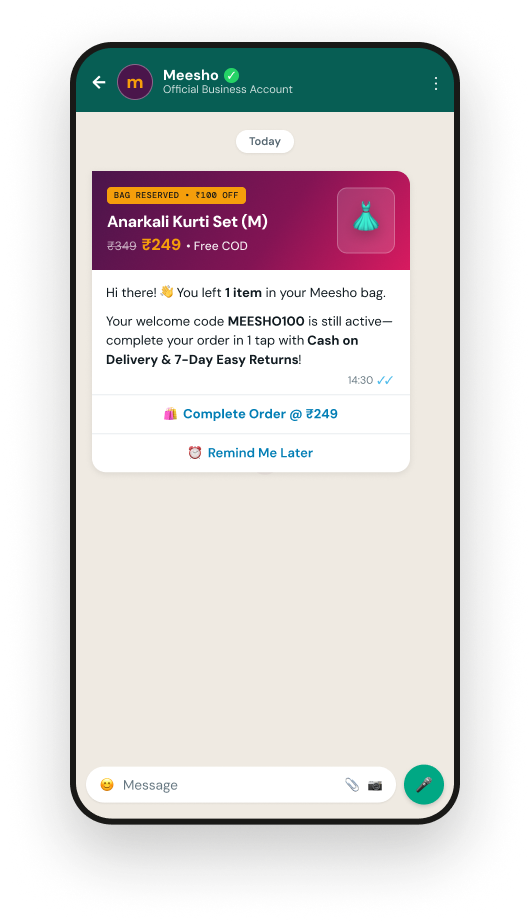 m
Meesho
Official Business Account
Today
BAG RESERVED • ₹100 OFF
Anarkali Kurti Set (M)
₹349 ₹249 • Free COD
Hi there! 👋 You left 1 item in your Meesho bag.
Your welcome code MEESHO100 is still active—
complete your order in 1 tap with Cash on
Delivery & 7-Day Easy Returns!
14:30 ✓✓
🛍️ Complete Order @ ₹249
⏰ Remind Me Later
😊 Message